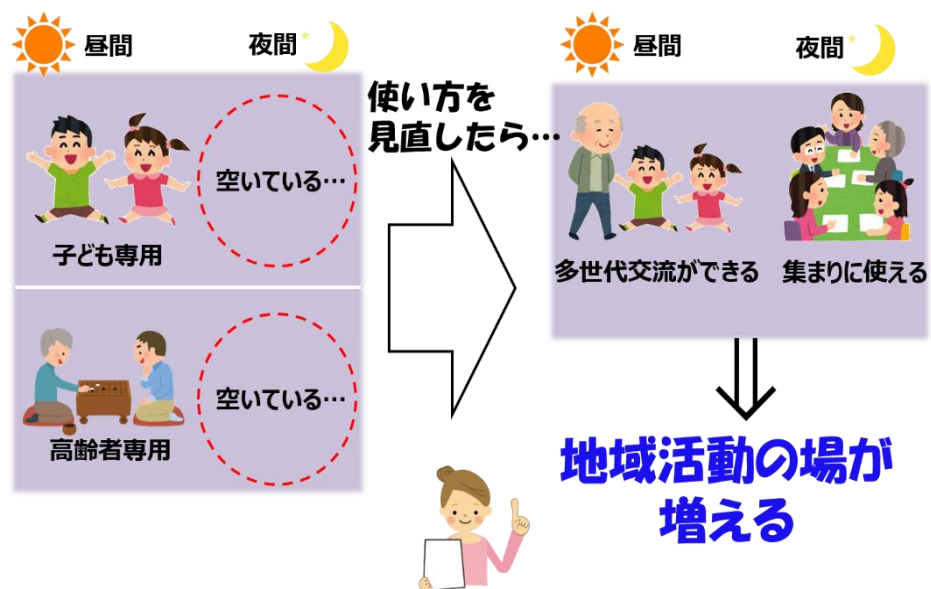 昼間
夜間
空いている…
子ども専用
空いている…
高齢者専用
使い方を
見直したら…
昼間
夜間
多世代交流ができる
集まりに使える
地域活動の場が
増える